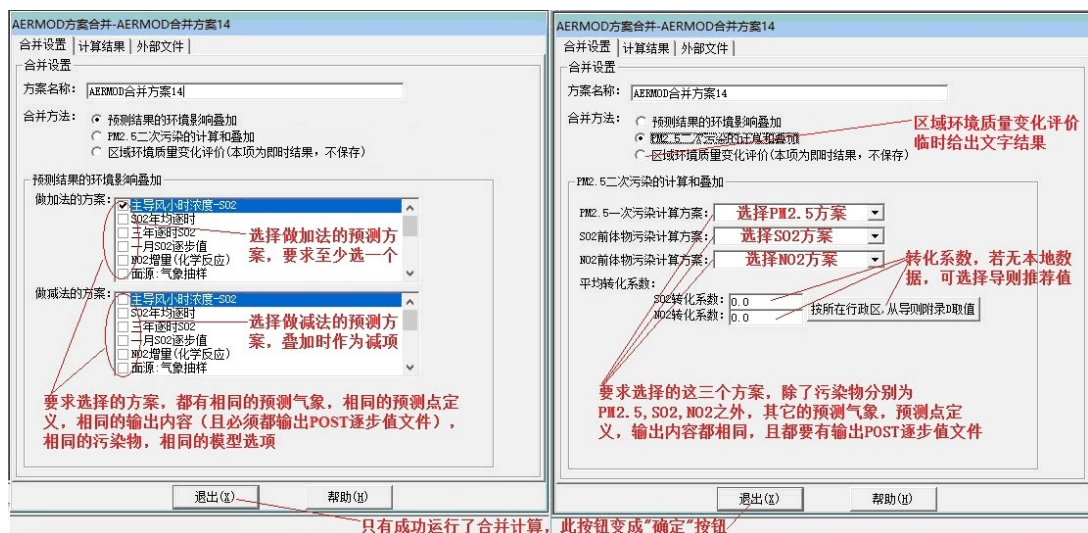 AERMOD方案合并-AERMOD合并方案14
合并设置 计算结果 外部文件
合并设置
方案名称: AERMOD合并方案14
合并方法: 预测结果的环境影响叠加
PM2.5二次污染的计算和叠加
区域环境质量变化评价(本项为即时结果, 不保存)
预测结果的环境影响叠加
做加法的方案:
主导风小时浓度-SO2
SO2年均逐时
三年逐时SO2
一月SO2逐步值
NO2增量(化学反应)
面源:气象抽样
选择做加法的预测方
案, 要求至少选一个
做减法的方案:
主导风小时浓度-SO2
SO2年均逐时
三年逐时SO2
一月SO2逐步值
NO2增量(化学反应)
面源:气象抽样
选择做减法的预测方
案, 叠加时作为减项
要求选择的方案, 都有相同的预测气象, 相同的预测点定
义, 相同的输出内容（且必须都输出POST逐步值文件）,
相同的污染物, 相同的模型选项
退出(X) 帮助(H)
AERMOD方案合并-AERMOD合并方案14
合并设置 计算结果 外部文件
合并设置
方案名称: AERMOD合并方案14
合并方法: 预测结果的环境影响叠加
PM2.5二次污染的计算和叠加
区域环境质量变化评价(本项为即时结果, 不保存)
区域环境质量变化评价
临时给出文字结果
PM2.5二次污染的计算和叠加
PM2.5一次污染计算方案: 选择PM2.5方案
SO2前体物污染计算方案: 选择SO2方案
NO2前体物污染计算方案: 选择NO2方案
平均转化系数:
SO2转化系数: 0.0
NO2转化系数: 0.0
按所在行政区,从导则附录D取值
转化系数, 若无本地数
据, 可选择导则推荐值
要求选择的这三个方案, 除了污染物分别为
PM2.5,SO2,NO2之外, 其它的预测气象, 预测点定
义, 输出内容都相同, 且都要有输出POST逐步值文件
退出(X) 帮助(H)
只有成功运行了合并计算, 此按钮变成"确定"按钮